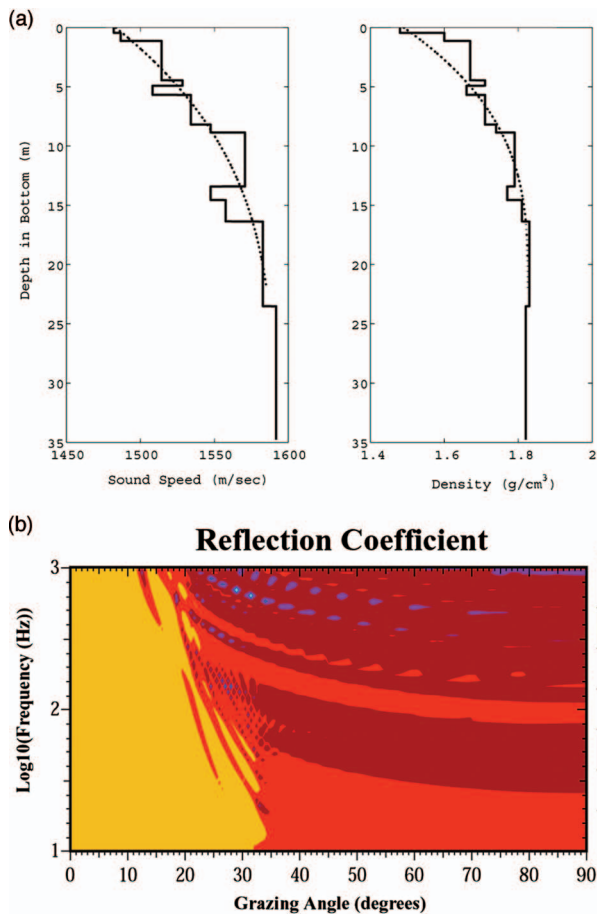 (a)
0
5
10
15
20
25
30
35
Depth in Bottom (m)
1450 1500 1550 1600
Sound Speed (m/sec)
0
5
10
15
20
25
30
35
1.4 1.6 1.8 2
Density (g/cm³)
(b)
Reflection Coefficient
3
2
1
Log10(Frequency (Hz))
0 10 20 30 40 50 60 70 80 90
Grazing Angle (degrees)